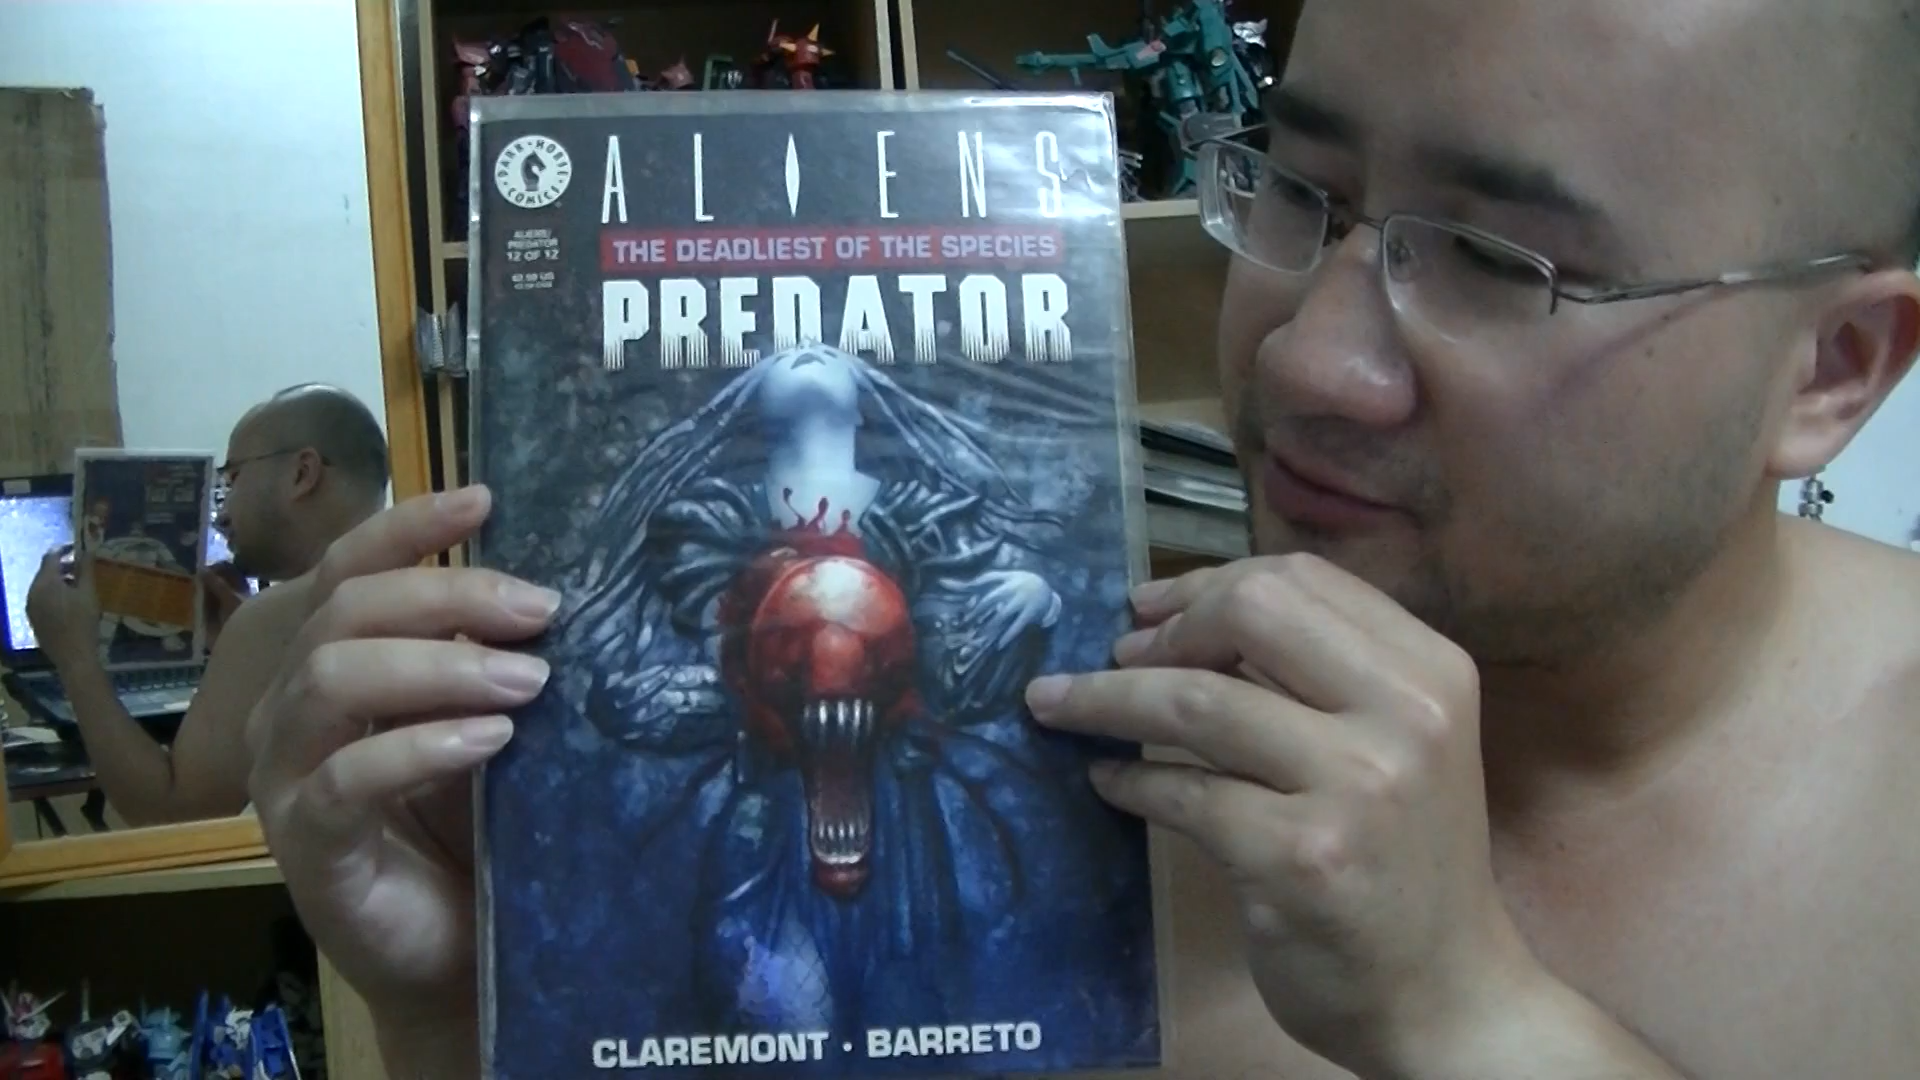 DARK HORSE
COMICS
ALIENS
ALIENS/
PREDATOR
12 OF 12
THE DEADLIEST OF THE SPECIES
PREDATOR
CLAREMONT · BARRETO